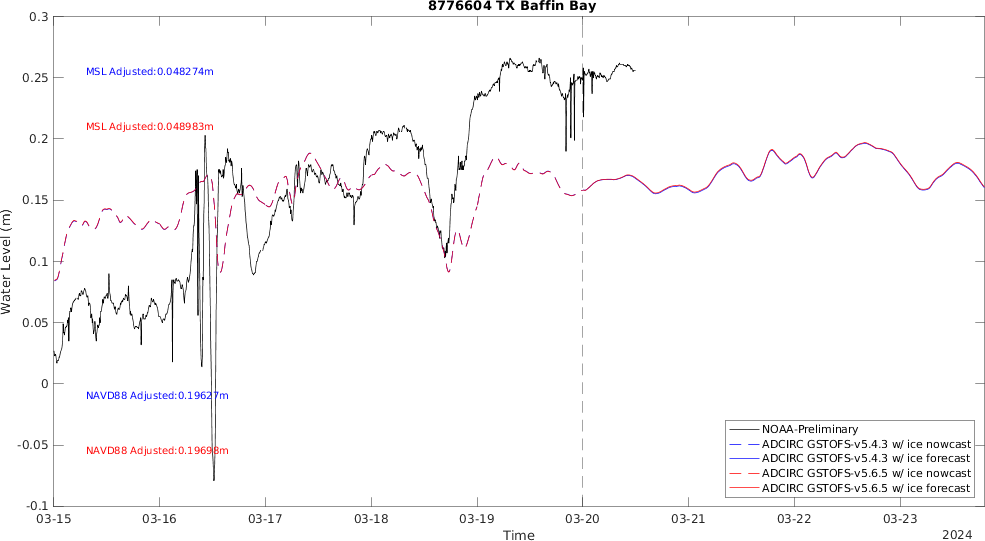 8776604 TX Baffin Bay
0.3
0.25
0.2
0.15
0.1
0.05
0
-0.05
-0.1
Water Level (m)
MSL Adjusted:0.048274m
MSL Adjusted:0.048983m
NAVD88 Adjusted:0.19627m
NAVD88 Adjusted:0.19698m
NOAA-Preliminary
ADCIRC GSTOFS-v5.4.3 w/ ice nowcast
ADCIRC GSTOFS-v5.4.3 w/ ice forecast
ADCIRC GSTOFS-v5.6.5 w/ ice nowcast
ADCIRC GSTOFS-v5.6.5 w/ ice forecast
03-15 03-16 03-17 03-18 03-19 03-20 03-21 03-22 03-23
Time
2024